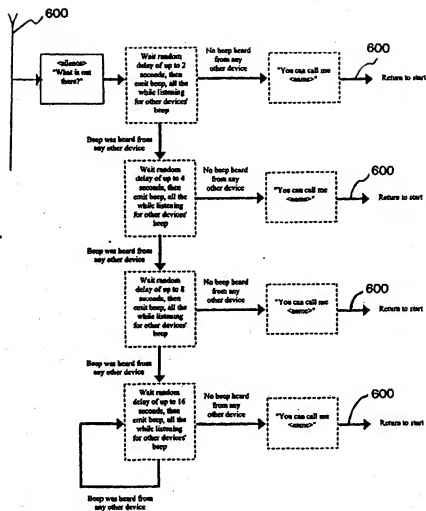 600
<silence>
"What is out
there?"
Wait random
delay of up to 2
seconds, then
emit beep, all the
while listening
for other devices'
beep
No beep heard
from any
other device
"You can call me
<name>"
600
Return to start
Beep was heard from
any other device
Wait random
delay of up to 4
seconds, then
emit beep, all the
while listening
for other devices'
beep
No beep heard
from any
other device
"You can call me
<name>"
600
Return to start
Beep was heard from
any other device
Wait random
delay of up to 8
seconds, then
emit beep, all the
while listening
for other devices'
beep
No beep heard
from any
other device
"You can call me
<name>"
600
Return to start
Beep was heard from
any other device
Wait random
delay of up to 16
seconds, then
emit beep, all the
while listening
for other devices'
beep
No beep heard
from any
other device
"You can call me
<name>"
600
Return to start
Beep was heard from
any other device